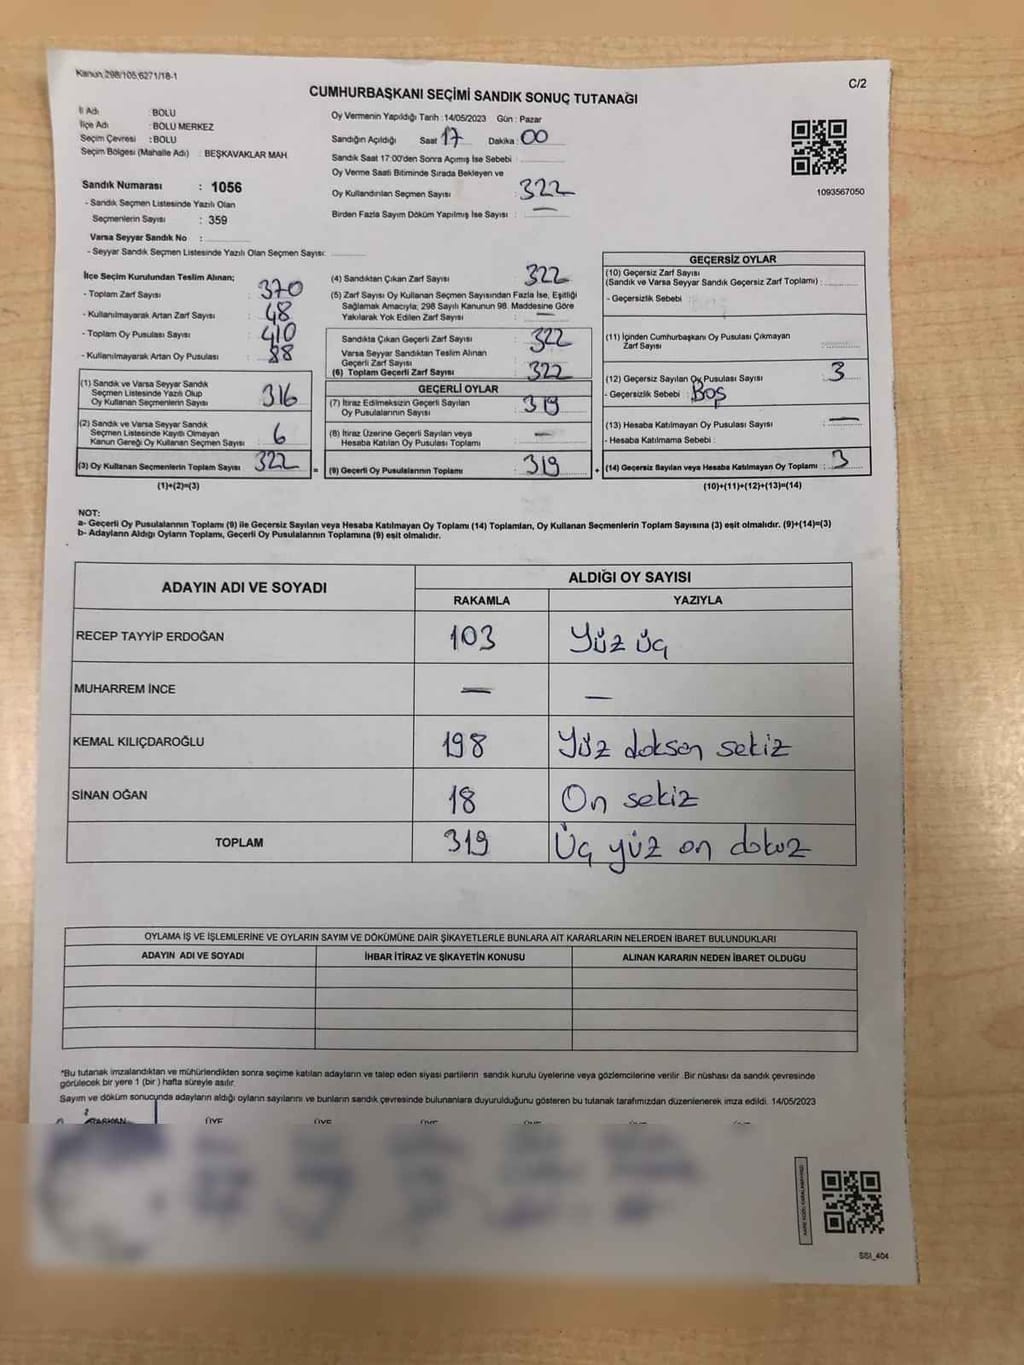 Kanun 298/105;6271/18-1
C/2
CUMHURBAŞKANI SEÇİMİ SANDIK SONUÇ TUTANAĞI
İl Adı : BOLU
İlçe Adı : BOLU MERKEZ
Seçim Çevresi : BOLU
Seçim Bölgesi (Mahalle Adı) : BEŞKAVAKLAR MAH
Sandık Numarası : 1056
- Sandık Seçmen Listesinde Yazılı Olan
Seçmenlerin Sayısı : 359
Varsa Seyyar Sandık No :
- Seyyar Sandık Seçmen Listesinde Yazılı Olan Seçmen Sayısı:
Oy Vermenin Yapıldığı Tarih : 14/05/2023 Gün : Pazar
Sandığın Açıldığı Saat 17 Dakika : 00
Sandık Saat 17:00'den Sonra Açılmış İse Sebebi :
Oy Verme Saati Bitiminde Sırada Bekleyen ve
Oy Kullandırılan Seçmen Sayısı : 322
Birden Fazla Sayım Döküm Yapılmış İse Sayısı : —
1093567050
İlçe Seçim Kurulundan Teslim Alınan;
- Toplam Zarf Sayısı : 370
- Kullanılmayarak Artan Zarf Sayısı : 48
- Toplam Oy Pusulası Sayısı : 410
- Kullanılmayarak Artan Oy Pusulası : 88
(1) Sandık ve Varsa Seyyar Sandık
Seçmen Listesinde Yazılı Olup
Oy Kullanan Seçmenlerin Sayısı : 316
(2) Sandık ve Varsa Seyyar Sandık
Seçmen Listesinde Kayıtlı Olmayan
Kanun Gereği Oy Kullanan Seçmen Sayısı : 6
(3) Oy Kullanan Seçmenlerin Toplam Sayısı : 322
(1)+(2)=(3)
(4) Sandıktan Çıkan Zarf Sayısı : 322
(5) Zarf Sayısı Oy Kullanan Seçmen Sayısından Fazla İse, Eşitliği
Sağlamak Amacıyla; 298 Sayılı Kanunun 98. Maddesine Göre
Yakılarak Yok Edilen Zarf Sayısı : —
Sandıkta Çıkan Geçerli Zarf Sayısı : 322
Varsa Seyyar Sandıktan Teslim Alınan
Geçerli Zarf Sayısı
(6) Toplam Geçerli Zarf Sayısı : 322
GEÇERLİ OYLAR
(7) İtiraz Edilmeksizin Geçerli Sayılan
Oy Pusulalarının Sayısı : 319
(8) İtiraz Üzerine Geçerli Sayılan veya
Hesaba Katılan Oy Pusulası Toplamı : —
= (9) Geçerli Oy Pusulalarının Toplamı : 319
GEÇERSİZ OYLAR
(10) Geçersiz Zarf Sayısı
(Sandık ve Varsa Seyyar Sandık Geçersiz Zarf Toplamı) :
- Geçersizlik Sebebi :
(11) İçinden Cumhurbaşkanı Oy Pusulası Çıkmayan
Zarf Sayısı :
(12) Geçersiz Sayılan Oy Pusulası Sayısı : 3
- Geçersizlik Sebebi : Boş
(13) Hesaba Katılmayan Oy Pusulası Sayısı : —
- Hesaba Katılmama Sebebi :
+ (14) Geçersiz Sayılan veya Hesaba Katılmayan Oy Toplamı : 3
(10)+(11)+(12)+(13)=(14)
NOT:
a- Geçerli Oy Pusulalarının Toplamı (9) ile Geçersiz Sayılan veya Hesaba Katılmayan Oy Toplamı (14) Toplamları, Oy Kullanan Seçmenlerin Toplam Sayısına (3) eşit olmalıdır. (9)+(14)=(3)
b- Adayların Aldığı Oyların Toplamı, Geçerli Oy Pusulalarının Toplamına (9) eşit olmalıdır.
ADAYIN ADI VE SOYADI
ALDIĞI OY SAYISI
RAKAMLA YAZIYLA
RECEP TAYYİP ERDOĞAN 103 Yüz üç
MUHARREM İNCE — —
KEMAL KILIÇDAROĞLU 198 Yüz doksan sekiz
SİNAN OĞAN 18 On sekiz
TOPLAM 319 Üç yüz on dokuz
OYLAMA İŞ VE İŞLEMLERİNE VE OYLARIN SAYIM VE DÖKÜMÜNE DAİR ŞİKAYETLERLE BUNLARA AİT KARARLARIN NELERDEN İBARET BULUNDUKLARI
ADAYIN ADI VE SOYADI İHBAR İTİRAZ VE ŞİKAYETİN KONUSU ALINAN KARARIN NEDEN İBARET OLDUĞU
*Bu tutanak imzalandıktan ve mühürlendikten sonra seçime katılan adayların ve talep eden siyasi partilerin sandık kurulu üyelerine veya gözlemcilerine verilir. Bir nüshası da sandık çevresinde
görülecek bir yere 1 (bir ) hafta süreyle asılır.
Sayım ve döküm sonucunda adayların aldığı oyların sayılarını ve bunların sandık çevresinde bulunanlara duyurulduğunu gösteren bu tutanak tarafımızdan düzenlenerek imza edildi. 14/05/2023
ÜYE ÜYE ÜYE ÜYE ÜYE
SSI_404